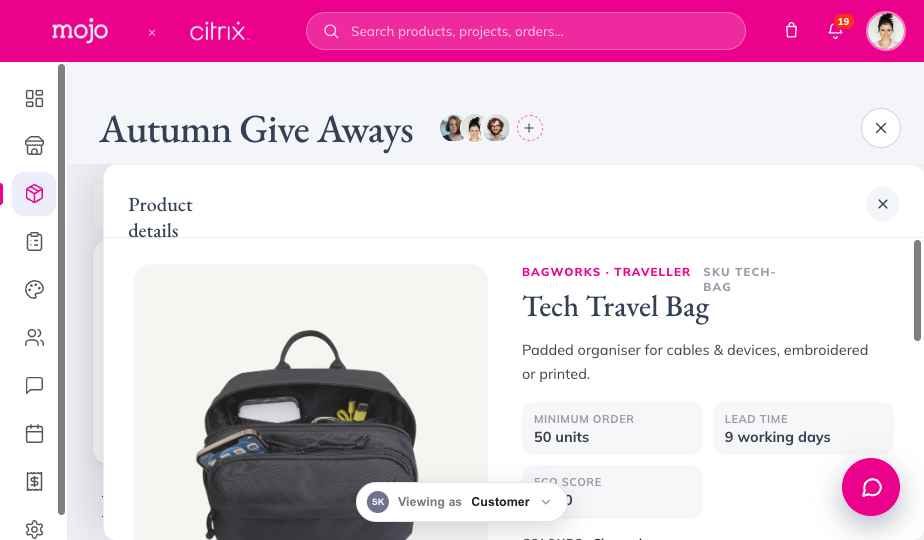 mojo × citrix
Search products, projects, orders...
19
Autumn Give Aways
Product
details
BAGWORKS · TRAVELLER SKU TECH-
BAG
Tech Travel Bag
Padded organiser for cables & devices, embroidered
or printed.
MINIMUM ORDER
50 units
LEAD TIME
9 working days
ECO SCORE
SK Viewing as Customer